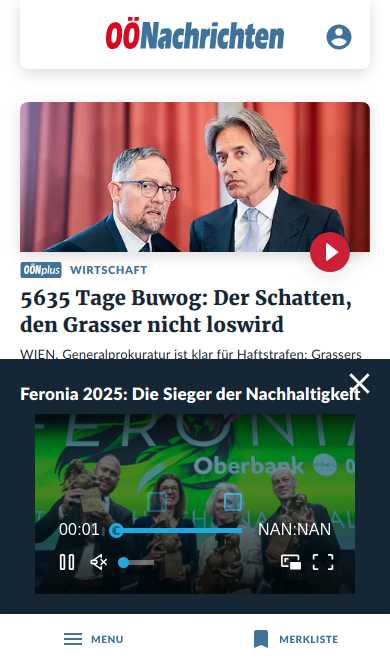 OÖNachrichten
OÖNplus WIRTSCHAFT
5635 Tage Buwog: Der Schatten,
den Grasser nicht loswird
WIEN. Generalprokuratur ist klar für Haftstrafen: Grassers
Feronia 2025: Die Sieger der Nachhaltigkeit
FERONIA
Oberbank
00:01
NAN:NAN
MENU
MERKLISTE